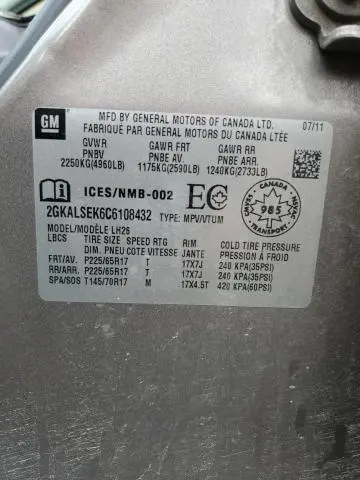 GM
MFD. BY GENERAL MOTORS OF CANADA LTD. 07/11
FABRIQUÉ PAR GENERAL MOTORS DU CANADA LTÉE
GVWR GAWR FRT GAWR RR
PNBV PNBE AVT PNBE ARR.
2250KG(4960LB) 1175KG(2590LB) 1240KG(2733LB)
ICES/NMB-002 EC CANADA CMVSS 985 NSVAC
2GKALSEK6C6108432 TYPE: MPV/VTUM
MODEL/MODÈLE LH26
LBCS TIRE SIZE SPEED RTG RIM COLD TIRE PRESSURE
DIM. PNEU COTE VITESSE JANTE PRESSION À FROID
FRT/AV. P225/65R17 T 17X7J 240 KPA(35PSI)
RR/ARR. P225/65R17 T 17X7J 240 KPA(35PSI)
SPA/SOS T145/70R17 M 17X4.5T 420 KPA(60PSI)